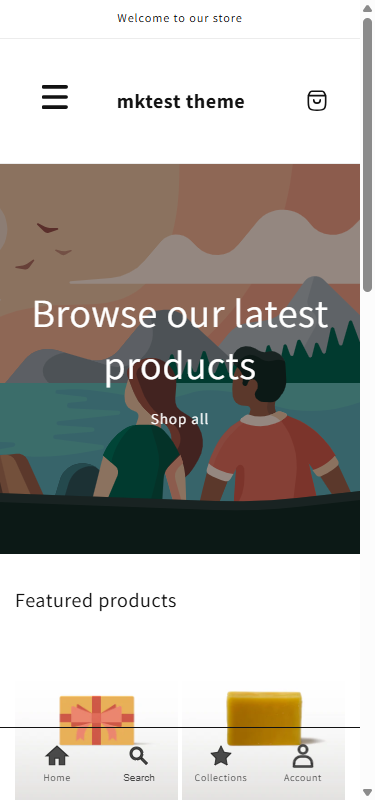 Welcome to our store
mktest theme
Browse our latest
products
Shop all
Featured products
Home
Search
Collections
Account